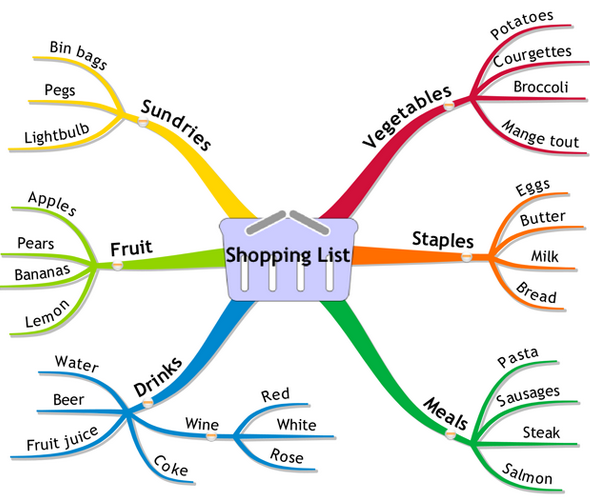 Shopping List
Vegetables
Potatoes
Courgettes
Broccoli
Mange tout
Staples
Eggs
Butter
Milk
Bread
Meals
Pasta
Sausages
Steak
Salmon
Drinks
Water
Beer
Fruit juice
Coke
Wine
Red
White
Rose
Fruit
Apples
Pears
Bananas
Lemon
Sundries
Bin bags
Pegs
Lightbulb